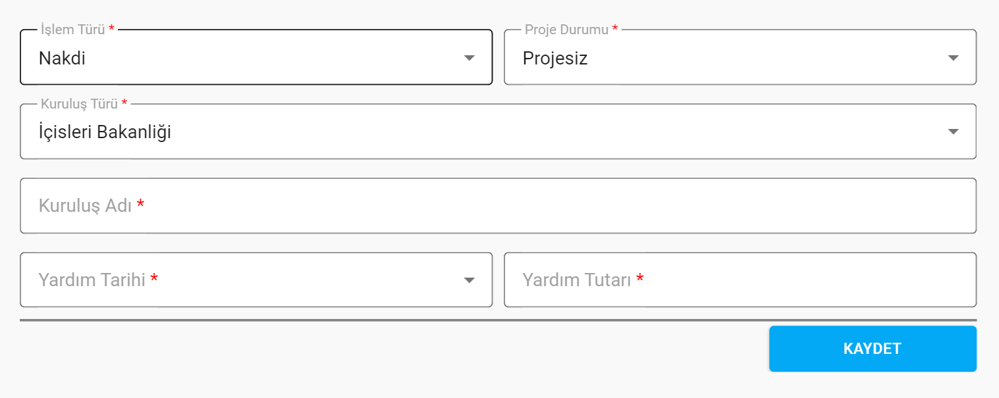 İşlem Türü * Proje Durumu *
Nakdi Projesiz
Kuruluş Türü *
İçisleri Bakanliği
Kuruluş Adı *
Yardım Tarihi * Yardım Tutarı *
KAYDET